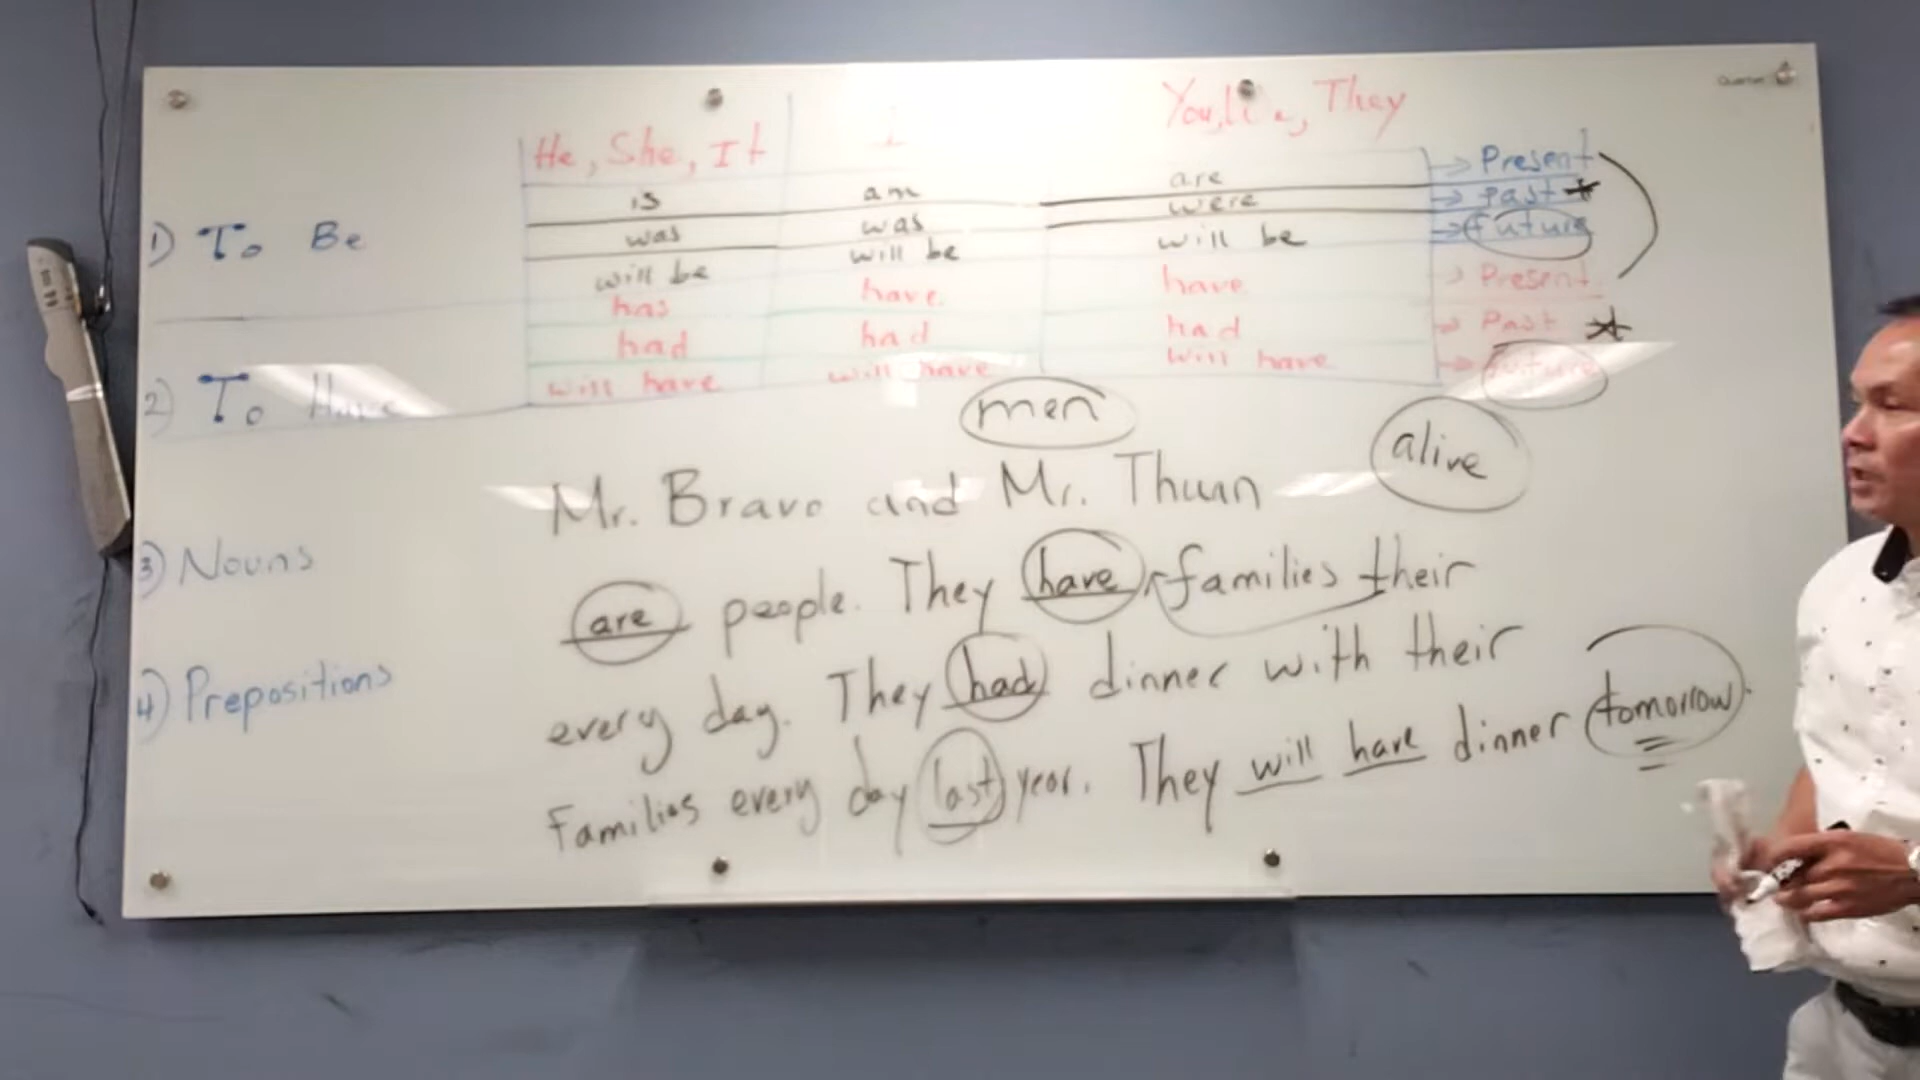 He, She, It I You, We, They
is am are Present
was was were Past *
will be will be will be future
has have have Present
had had had Past *
will have will have will have future
1) To Be
2) To Have
3) Nouns
4) Prepositions
men
alive
Mr. Bravo and Mr. Thuan
are people. They have families their
every day. They had dinner with their
Families every day last year. They will have dinner tomorrow.